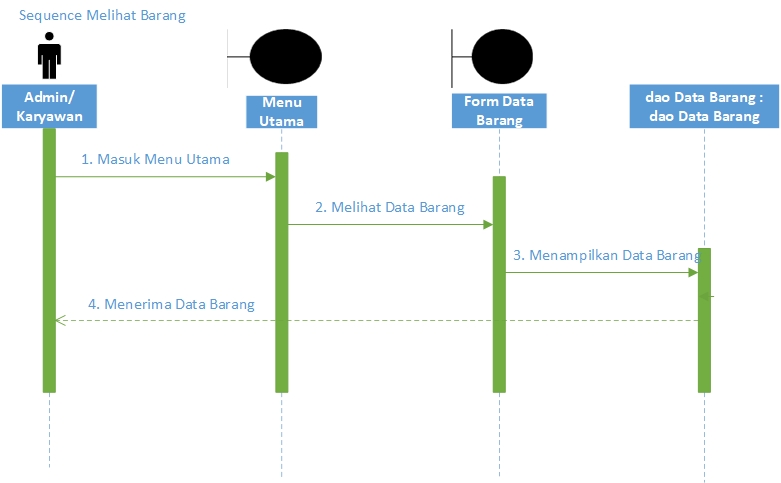 Sequence Melihat Barang
Admin/
Karyawan
Menu
Utama
Form Data
Barang
dao Data Barang :
dao Data Barang
1. Masuk Menu Utama
2. Melihat Data Barang
3. Menampilkan Data Barang
4. Menerima Data Barang